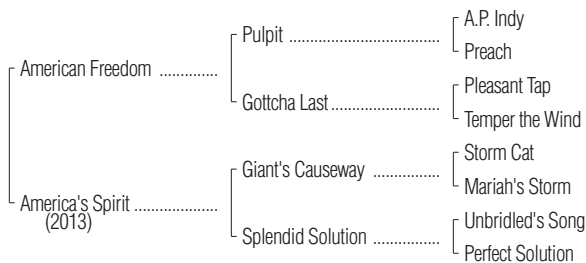 A.P. Indy
Pulpit ........................................
Preach
American Freedom ...............
Pleasant Tap
Gottcha Last.............................
Temper the Wind
Storm Cat
Giant's Causeway ..................
Mariah's Storm
America's Spirit ......................
(2013)
Unbridled's Song
Splendid Solution ..................
Perfect Solution